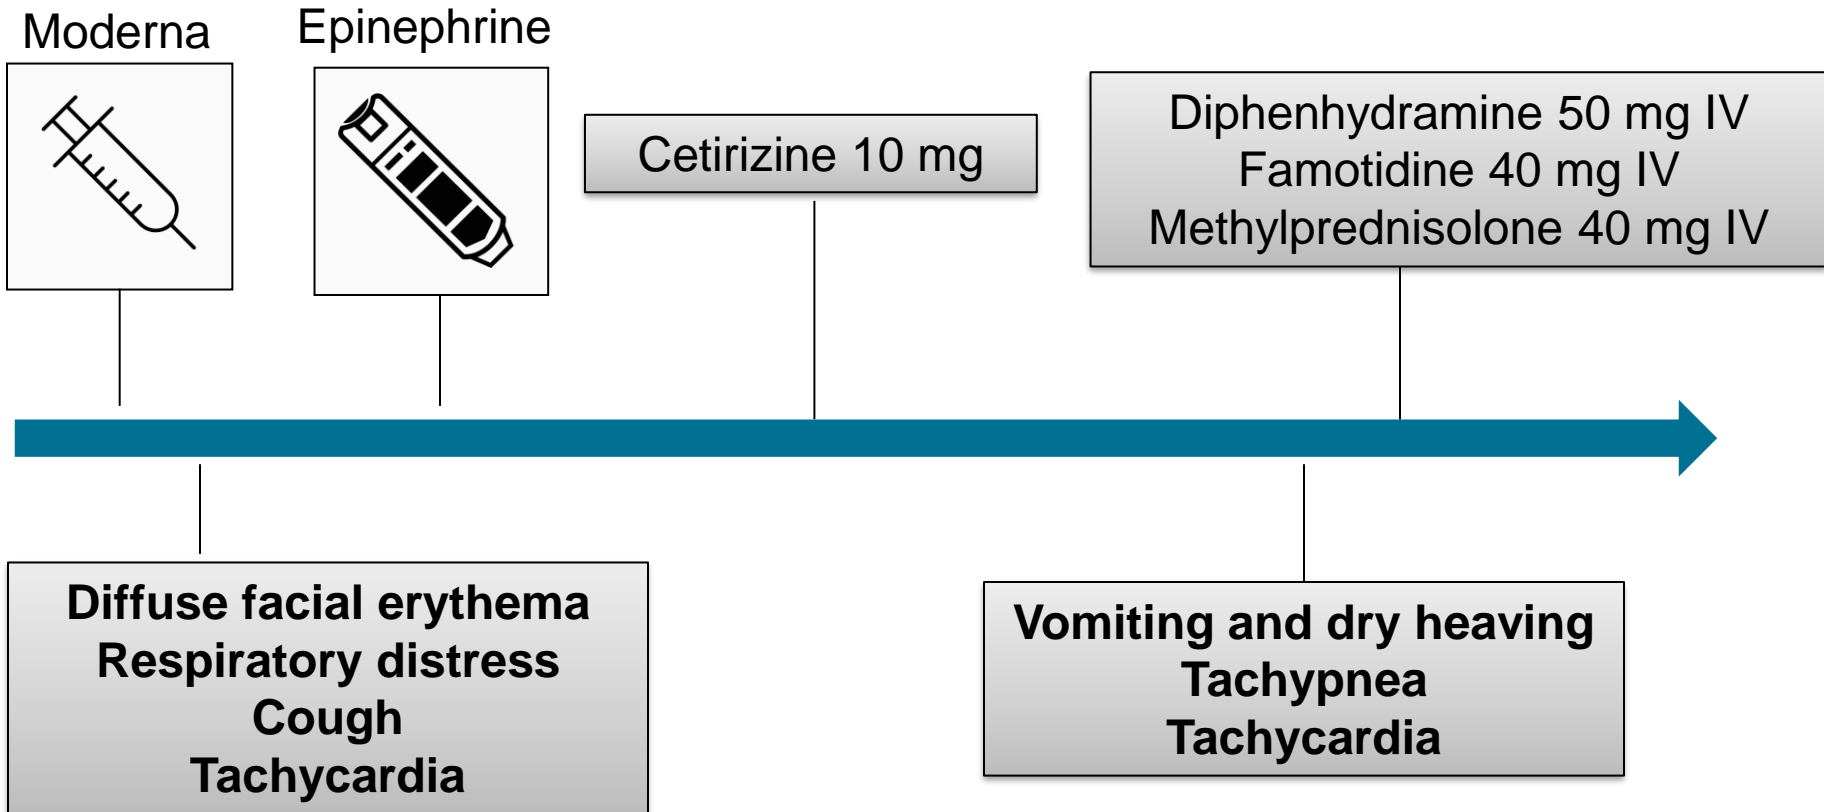 Moderna
Epinephrine
Cetirizine 10 mg
Diphenhydramine 50 mg IV
Famotidine 40 mg IV
Methylprednisolone 40 mg IV
Diffuse facial erythema
Respiratory distress
Cough
Tachycardia
Vomiting and dry heaving
Tachypnea
Tachycardia